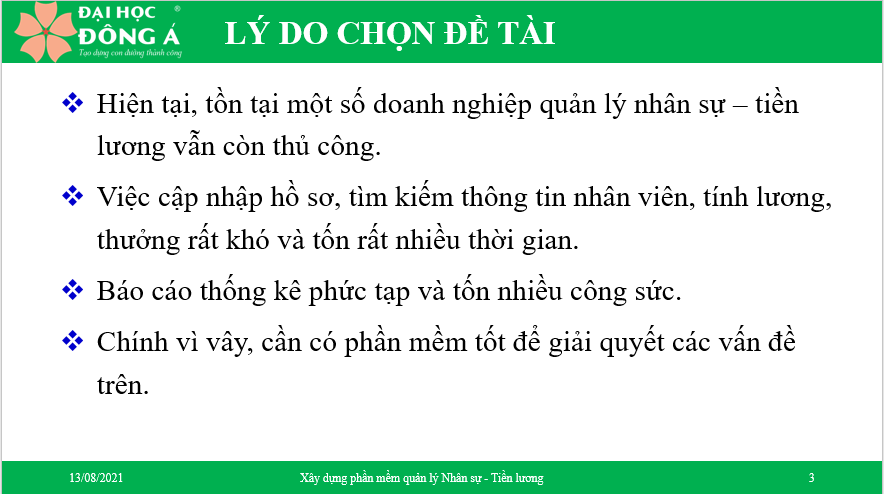 ĐẠI HỌC ®
ĐÔNG Á
Tạo dựng con đường thành công
LÝ DO CHỌN ĐỀ TÀI
Hiện tại, tồn tại một số doanh nghiệp quản lý nhân sự – tiền
lương vẫn còn thủ công.
Việc cập nhập hồ sơ, tìm kiếm thông tin nhân viên, tính lương,
thưởng rất khó và tốn rất nhiều thời gian.
Báo cáo thống kê phức tạp và tốn nhiều công sức.
Chính vì vây, cần có phần mềm tốt để giải quyết các vấn đề
trên.
13/08/2021 Xây dựng phần mềm quản lý Nhân sự - Tiền lương 3